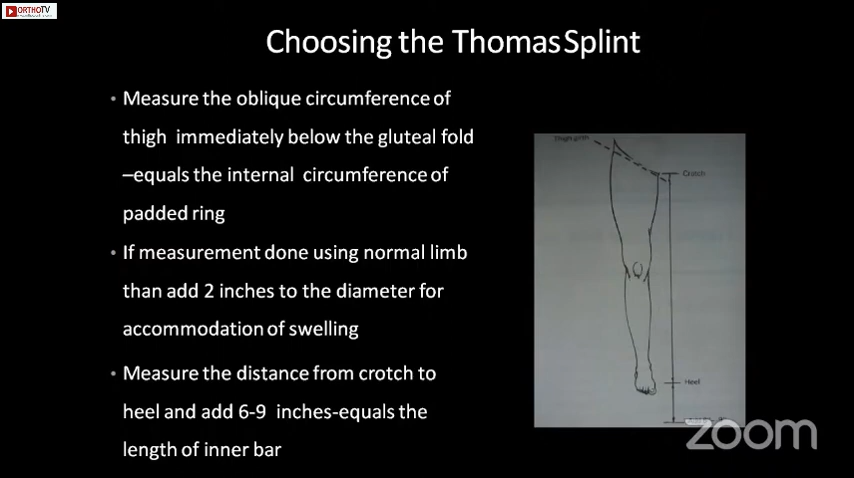 ORTHOTV
Choosing the Thomas Splint
• Measure the oblique circumference of
thigh immediately below the gluteal fold
–equals the internal circumference of
padded ring
• If measurement done using normal limb
than add 2 inches to the diameter for
accommodation of swelling
• Measure the distance from crotch to
heel and add 6-9 inches-equals the
length of inner bar
Thigh girth
Crotch
Heel
zoom